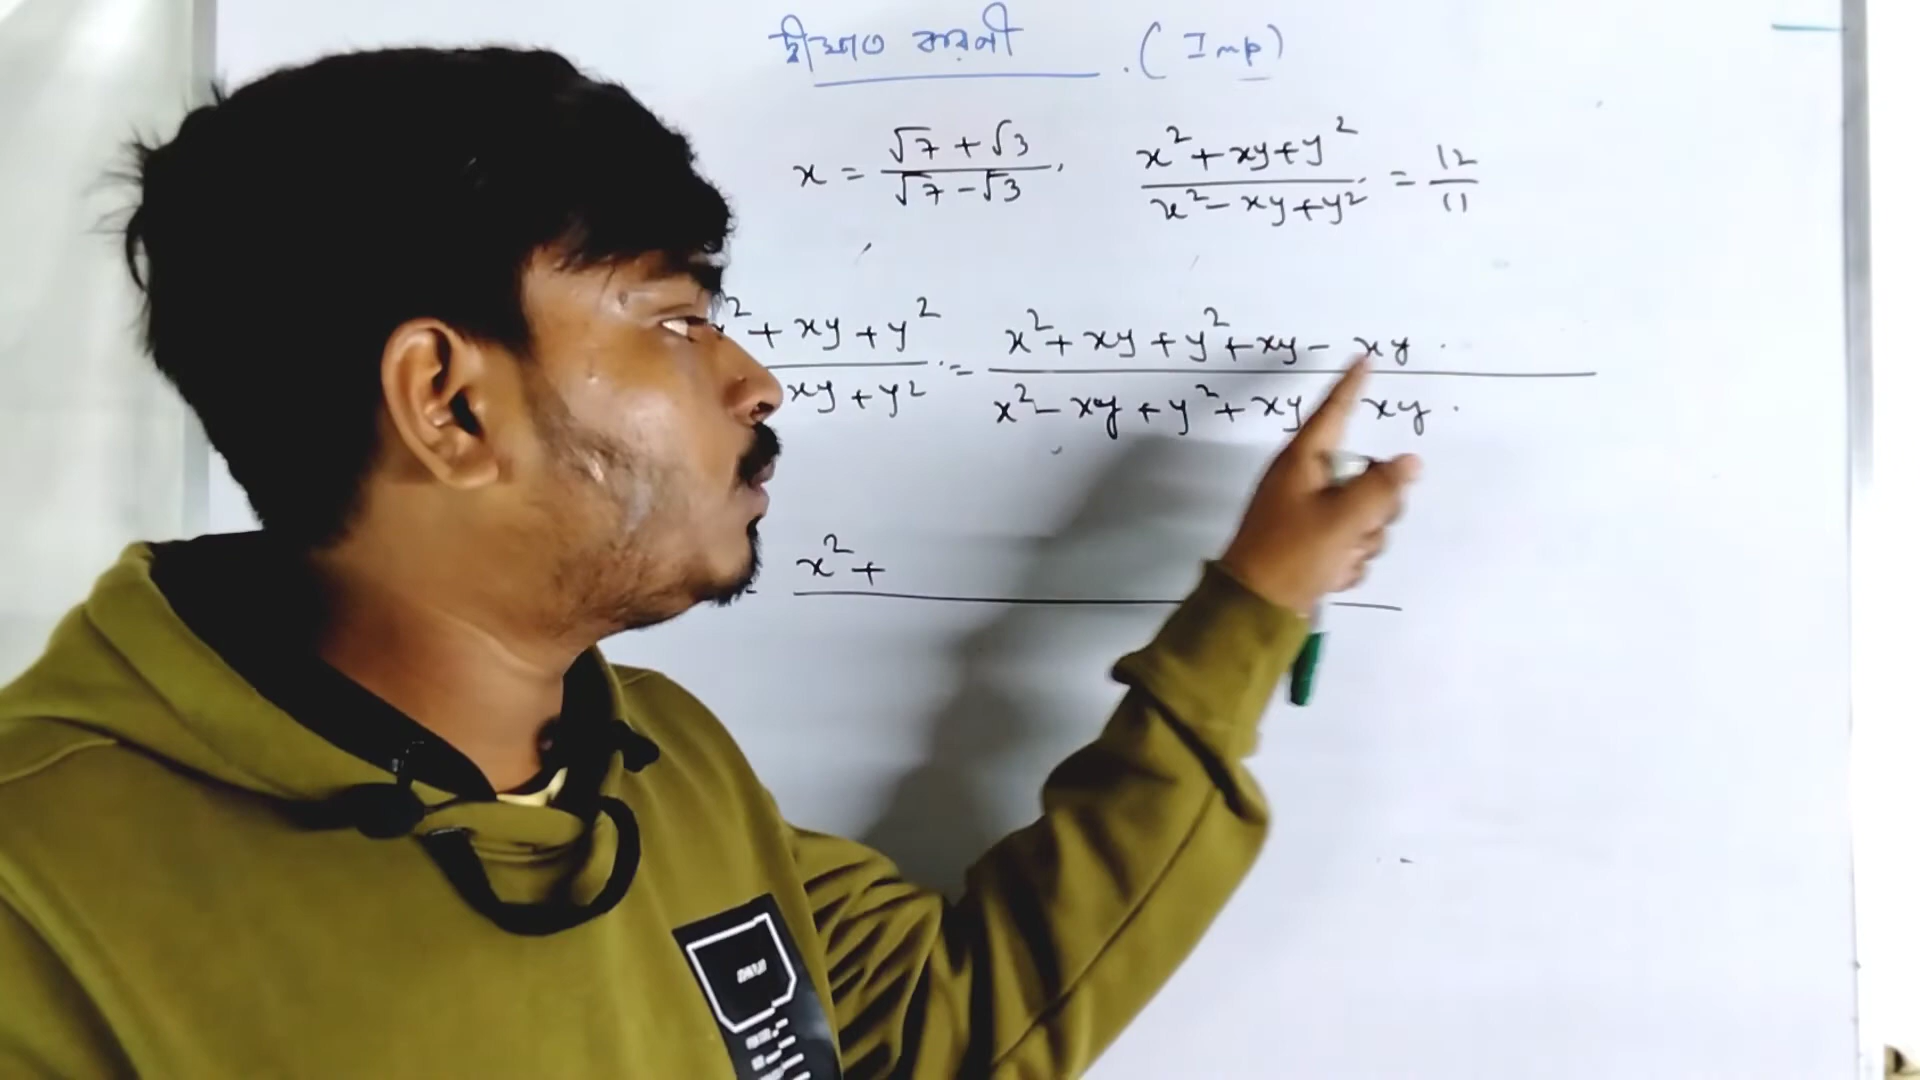 দ্বীঘাত করণী . (Imp)
x = √7 + √3 / √7 - √3 , x² + xy + y² / x² - xy + y² = 12 / 11
x² + xy + y² / xy + y² = x² + xy + y² + xy - xy / x² - xy + y² + xy xy
x² +
D